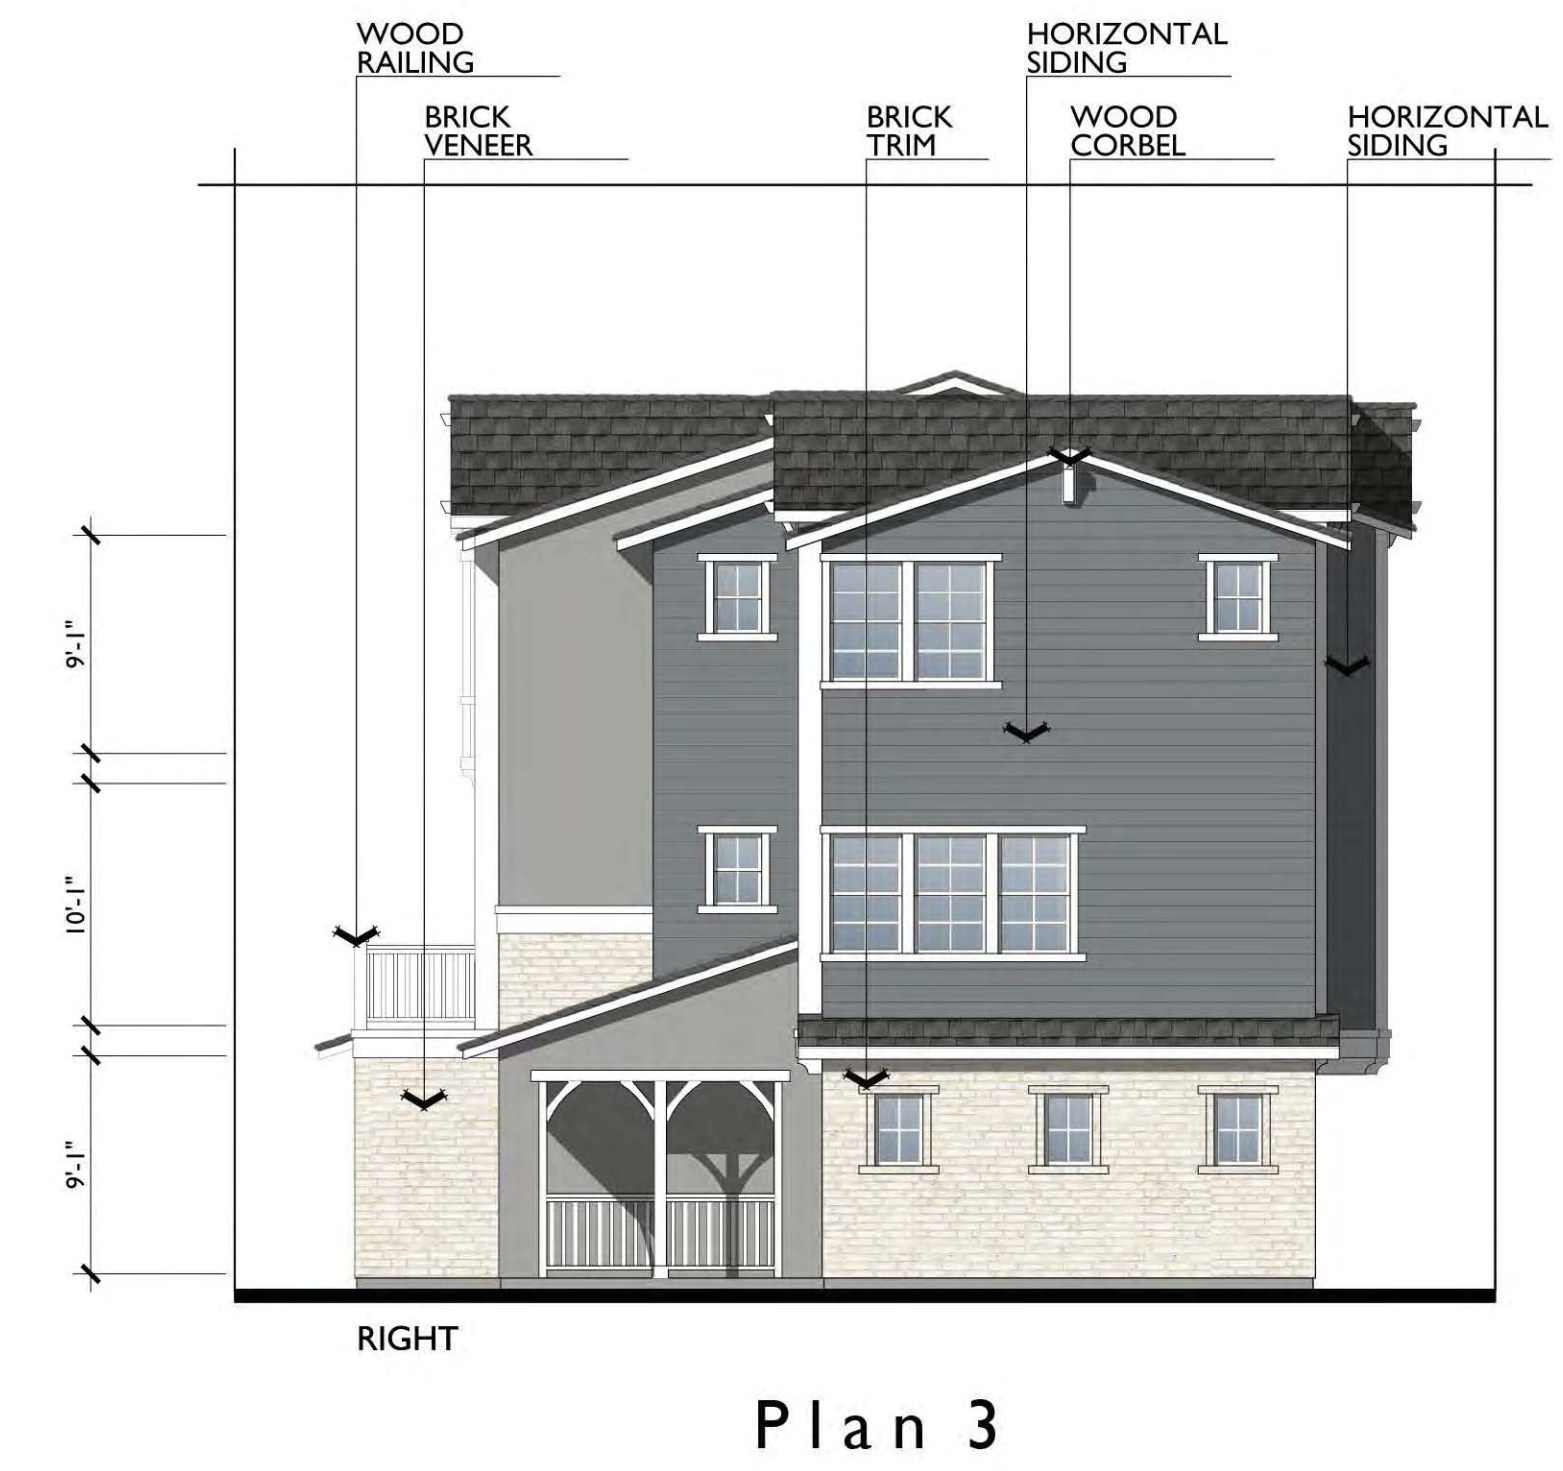 WOOD
RAILING
HORIZONTAL
SIDING
BRICK
VENEER
BRICK
TRIM
WOOD
CORBEL
HORIZONTAL
SIDING
9'-1"
10'-1"
9'-1"
RIGHT
Plan 3